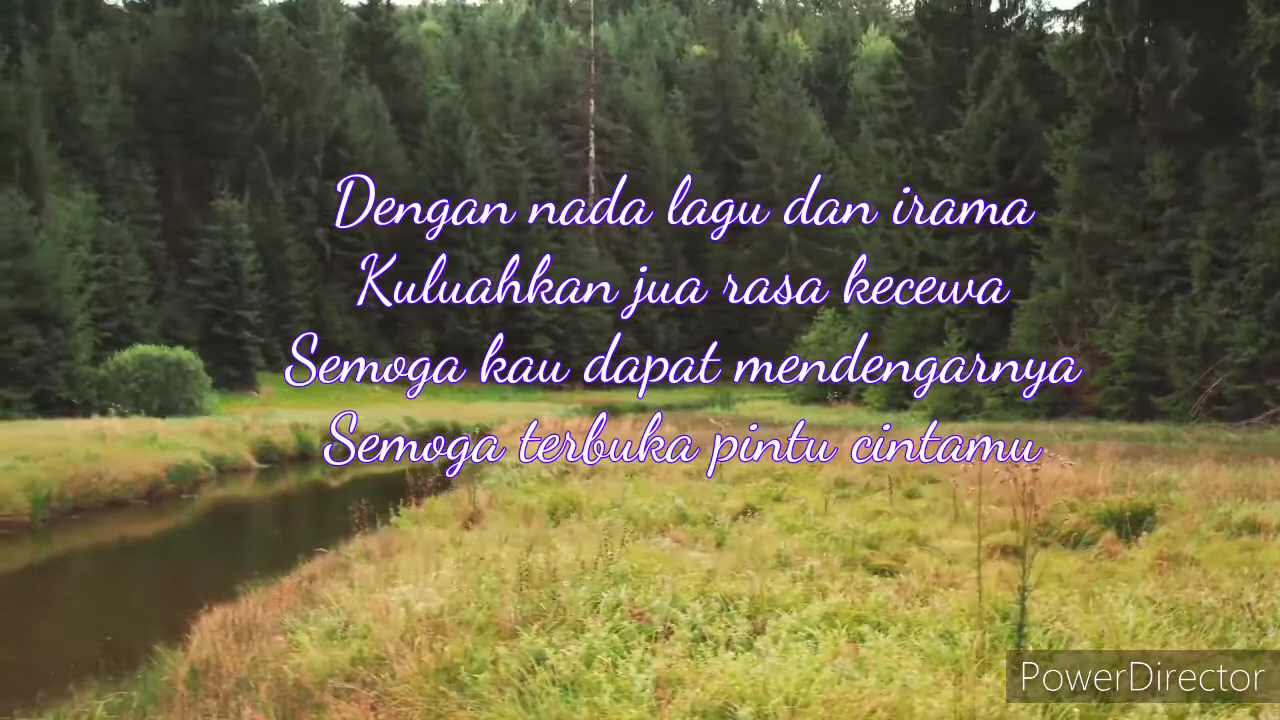 Dengan nada lagu dan irama
Kuluahkan jua rasa kecewa
Semoga kau dapat mendengarnya
Semoga terbuka pintu cintamu
PowerDirector